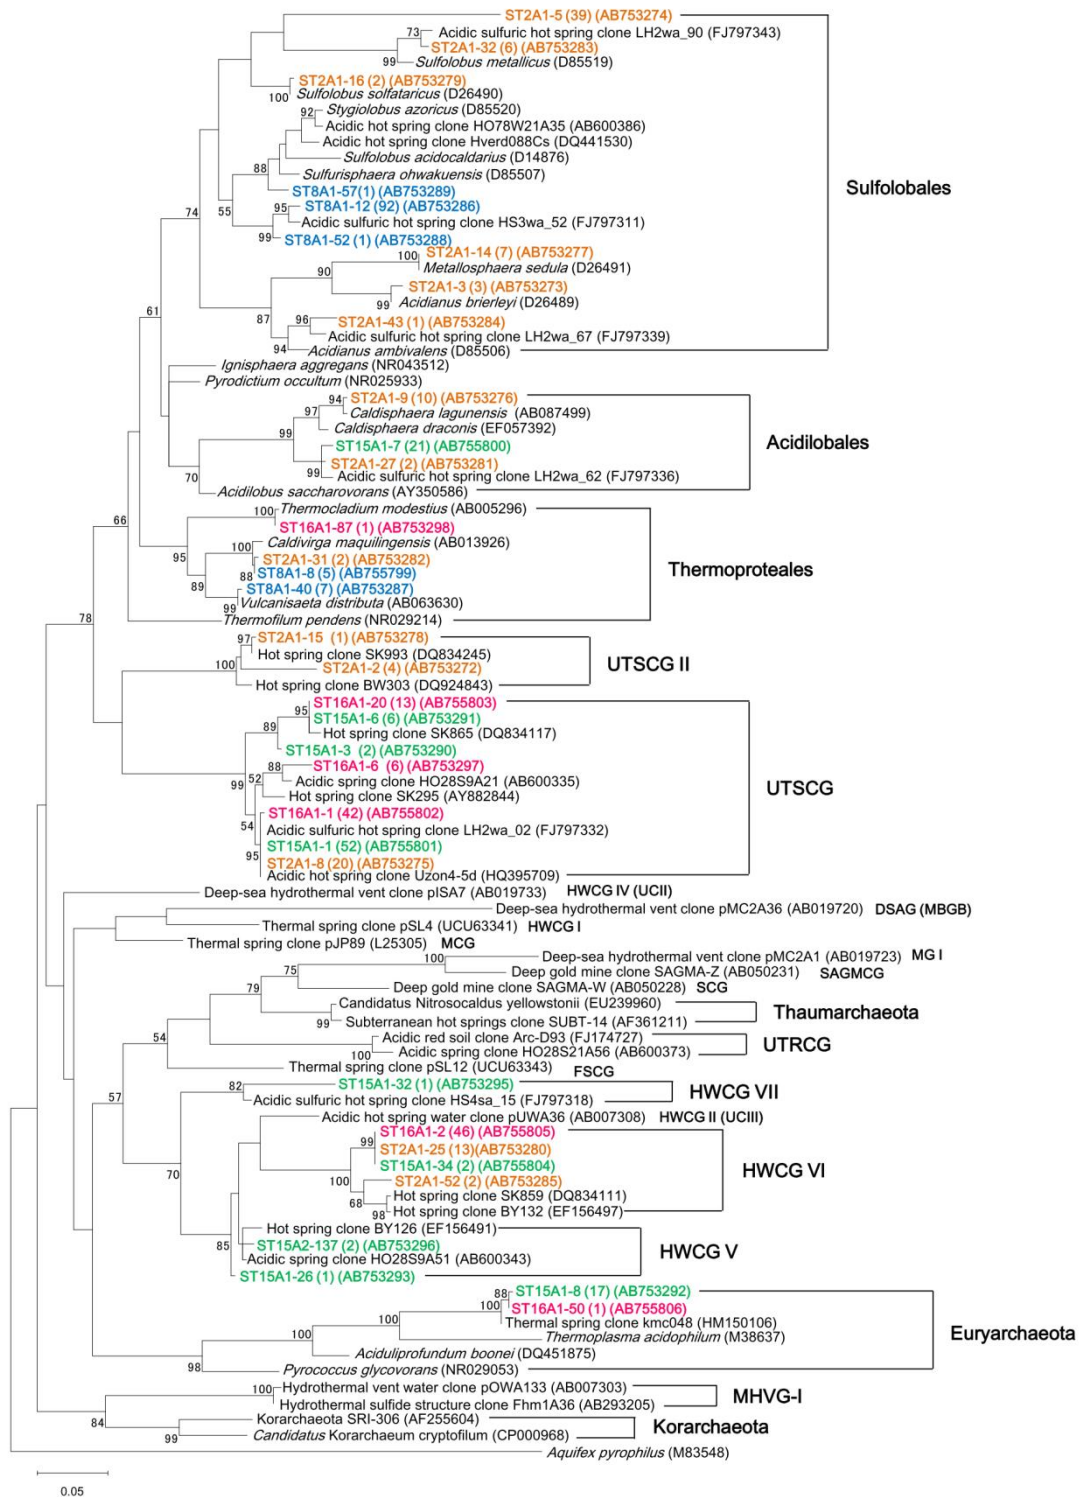 ST2A1-5 (39) (AB753274)
73
Acidic sulfuric hot spring clone LH2wa_90 (FJ797343)
ST2A1-32 (6) (AB753283)
99
Sulfolobus metallicus (D85519)
ST2A1-16 (2) (AB753279)
100
Sulfolobus solfataricus (D26490)
92
Stygiolobus azoricus (D85520)
Acidic hot spring clone HO78W21A35 (AB600386)
Acidic hot spring clone Hverd088Cs (DQ441530)
Sulfolobus acidocaldarius (D14876)
88
Sulfurisphaera ohwakuensis (D85507)
Sulfolobales
ST8A1-57(1) (AB753289)
74
55
95
ST8A1-12 (92) (AB753286)
Acidic sulfuric hot spring clone HS3wa_52 (FJ797311)
99
ST8A1-52 (1) (AB753288)
100
ST2A1-14 (7) (AB753277)
90
Metallosphaera sedula (D26491)
ST2A1-3 (3) (AB753273)
99
Acidianus brierleyi (D26489)
61
87
96
ST2A1-43 (1) (AB753284)
Acidic sulfuric hot spring clone LH2wa_67 (FJ797339)
94
Acidianus ambivalens (D85506)
Ignisphaera aggregans (NR043512)
Pyrodictium occultum (NR025933)
94
ST2A1-9 (10) (AB753276)
97
Caldisphaera lagunensis (AB087499)
99
Caldisphaera draconis (EF057392)
Acidilobales
ST15A1-7 (21) (AB755800)
ST2A1-27 (2) (AB753281)
99
Acidic sulfuric hot spring clone LH2wa_62 (FJ797336)
70
Acidilobus saccharovorans (AY350586)
66
100
Thermocladium modestius (AB005296)
ST16A1-87 (1) (AB753298)
95
100
Caldivirga maquilingensis (AB013926)
ST2A1-31 (2) (AB753282)
88
ST8A1-8 (5) (AB755799)
Thermoproteales
89
ST8A1-40 (7) (AB753287)
99
Vulcanisaeta distributa (AB063630)
78
Thermofilum pendens (NR029214)
97
ST2A1-15 (1) (AB753278)
Hot spring clone SK993 (DQ834245)
100
ST2A1-2 (4) (AB753272)
UTSCG II
Hot spring clone BW303 (DQ924843)
95
ST16A1-20 (13) (AB755803)
ST15A1-6 (6) (AB753291)
89
Hot spring clone SK865 (DQ834117)
ST15A1-3 (2) (AB753290)
88
ST16A1-6 (6) (AB753297)
99
52
Acidic spring clone HO28S9A21 (AB600335)
UTSCG
Hot spring clone SK295 (AY882844)
ST16A1-1 (42) (AB755802)
54
Acidic sulfuric hot spring clone LH2wa_02 (FJ797332)
ST15A1-1 (52) (AB755801)
95
ST2A1-8 (20) (AB753275)
Acidic hot spring clone Uzon4-5d (HQ395709)
Deep-sea hydrothermal vent clone pISA7 (AB019733) HWCG IV (UCII)
Deep-sea hydrothermal vent clone pMC2A36 (AB019720) DSAG (MBGB)
Thermal spring clone pSL4 (UCU63341) HWCG I
Thermal spring clone pJP89 (L25305) MCG
100
Deep-sea hydrothermal vent clone pMC2A1 (AB019723) MG I
75
Deep gold mine clone SAGMA-Z (AB050231) SAGMCG
79
Deep gold mine clone SAGMA-W (AB050228) SCG
Candidatus Nitrosocaldus yellowstonii (EU239960)
99
Subterranean hot springs clone SUBT-14 (AF361211)
Thaumarchaeota
54
Acidic red soil clone Arc-D93 (FJ174727)
100
Acidic spring clone HO28S21A56 (AB600373)
UTRCG
Thermal spring clone pSL12 (UCU63343) FSCG
82
ST15A1-32 (1) (AB753295)
HWCG VII
57
Acidic sulfuric hot spring clone HS4sa_15 (FJ797318)
Acidic hot spring water clone pUWA36 (AB007308) HWCG II (UCIII)
ST16A1-2 (46) (AB755805)
99
ST2A1-25 (13)(AB753280)
ST15A1-34 (2) (AB755804)
HWCG VI
70
100
ST2A1-52 (2) (AB753285)
68
Hot spring clone SK859 (DQ834111)
98
Hot spring clone BY132 (EF156497)
Hot spring clone BY126 (EF156491)
85
ST15A2-137 (2) (AB753296)
HWCG V
Acidic spring clone HO28S9A51 (AB600343)
ST15A1-26 (1) (AB753293)
88
ST15A1-8 (17) (AB753292)
100
ST16A1-50 (1) (AB755806)
100
Thermal spring clone kmc048 (HM150106)
Euryarchaeota
100
Thermoplasma acidophilum (M38637)
Aciduliprofundum boonei (DQ451875)
98
Pyrococcus glycovorans (NR029053)
100
Hydrothermal vent water clone pOWA133 (AB007303)
MHVG-I
Hydrothermal sulfide structure clone Fhm1A36 (AB293205)
84
Korarchaeota SRI-306 (AF255604)
Korarchaeota
99
Candidatus Korarchaeum cryptofilum (CP000968)
Aquifex pyrophilus (M83548)
0.05